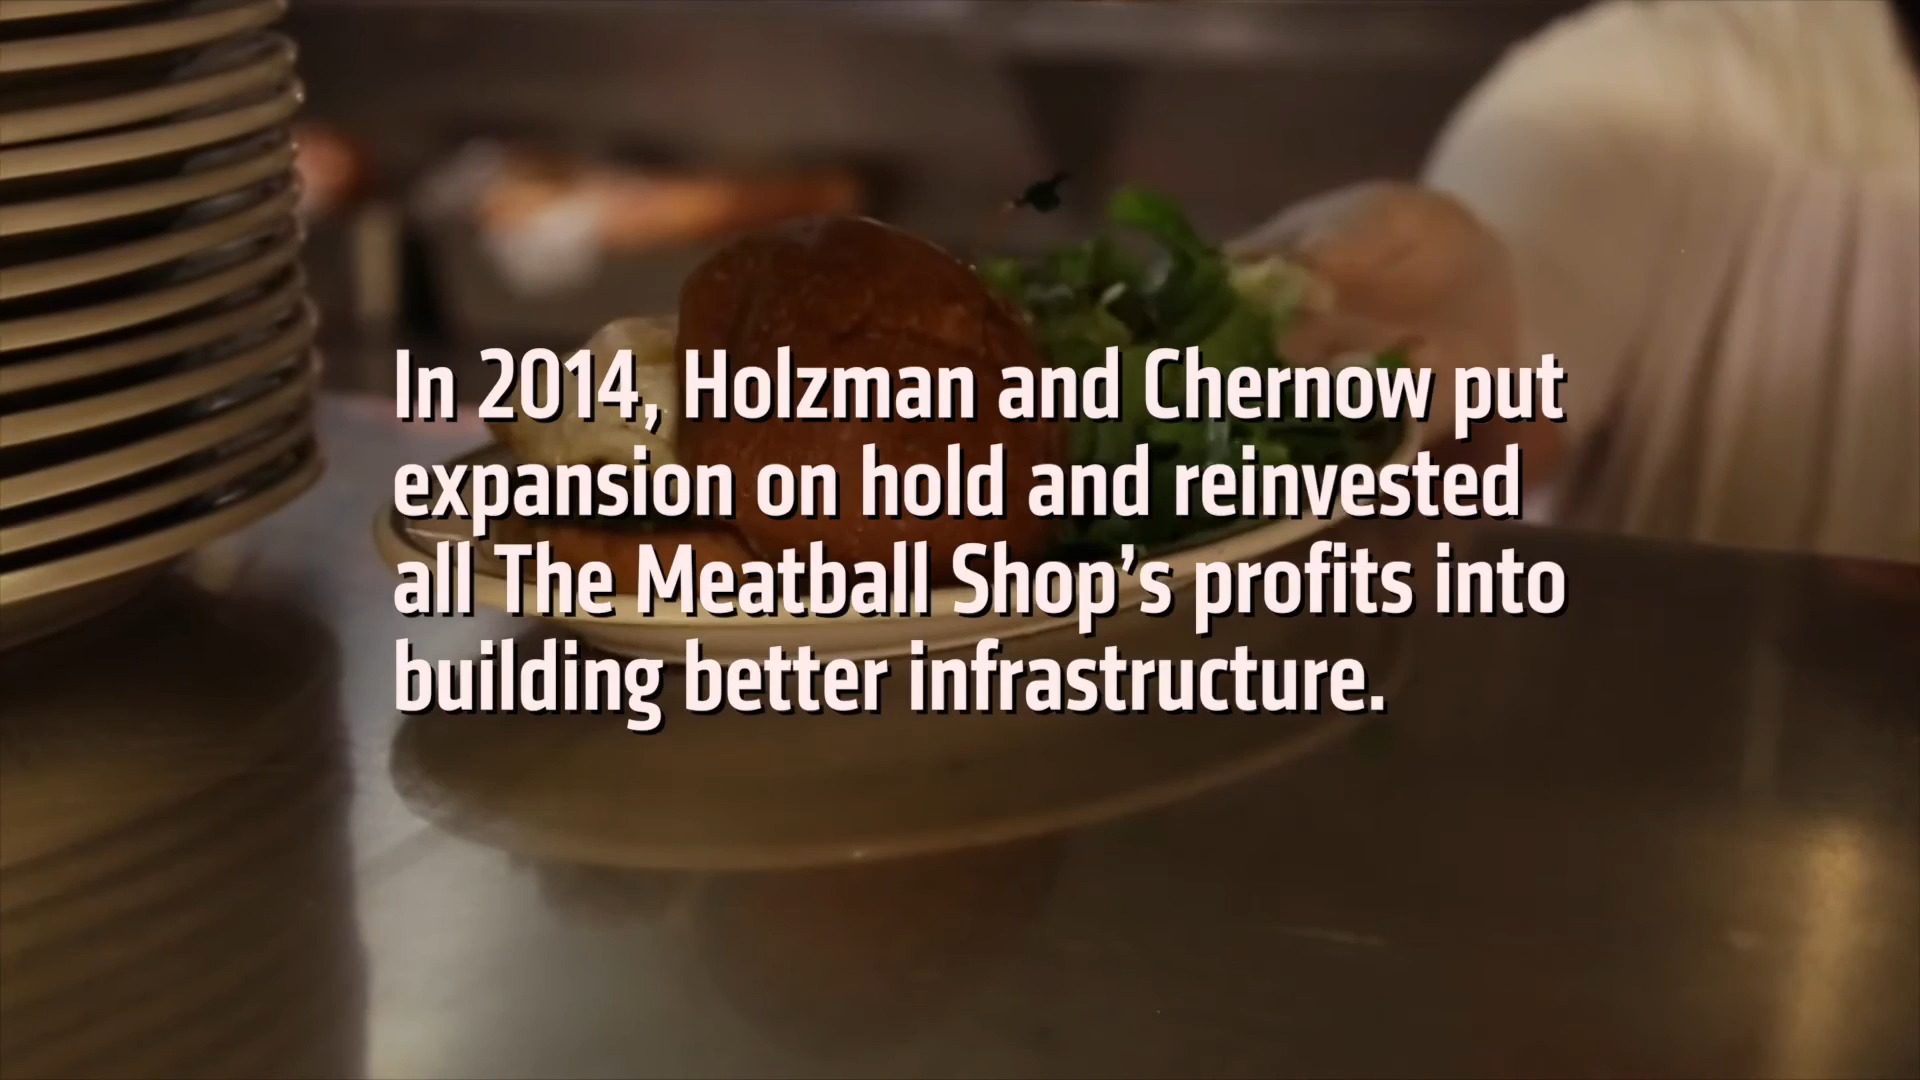 In 2014, Holzman and Chernow put
expansion on hold and reinvested
all The Meatball Shop’s profits into
building better infrastructure.